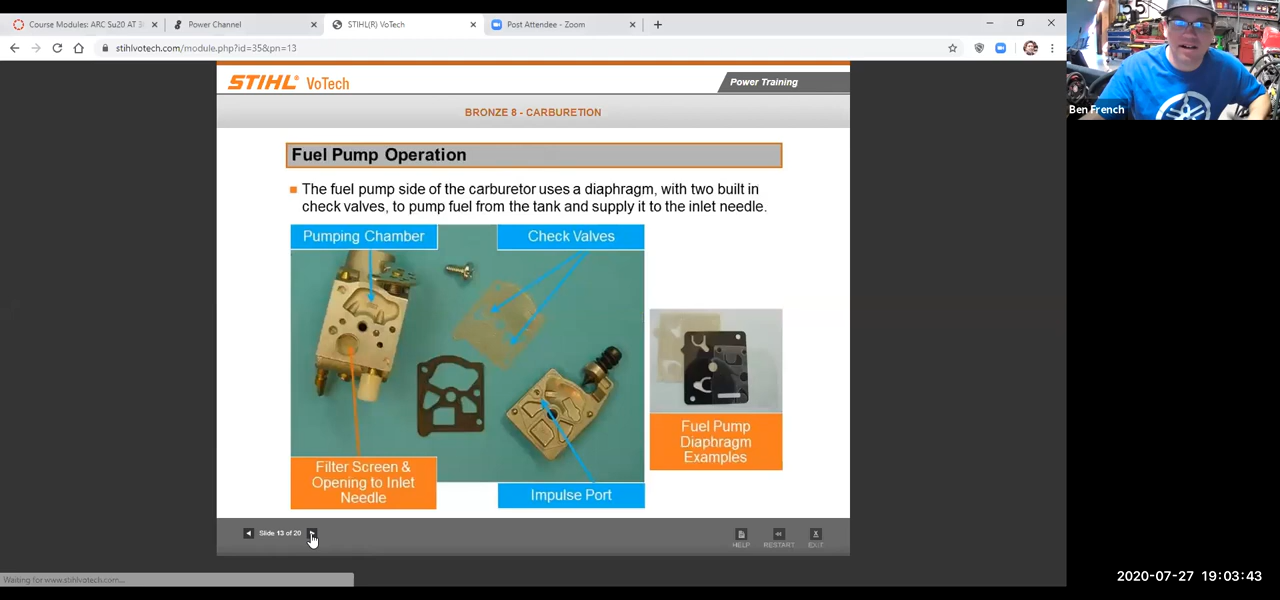 Course Modules: ARC Su20 AT 3
Power Channel
STIHL(R) VoTech
Post Attendee - Zoom
stihlvotech.com/module.php?id=35&pn=13
STIHL VoTech
Power Training
BRONZE 8 - CARBURETION
Fuel Pump Operation
The fuel pump side of the carburetor uses a diaphragm, with two built in
check valves, to pump fuel from the tank and supply it to the inlet needle.
Pumping Chamber
Check Valves
Fuel Pump
Diaphragm
Examples
Filter Screen &
Opening to Inlet
Needle
Impulse Port
Slide 13 of 20
HELP
RESTART
EXIT
Waiting for www.stihlvotech.com...
Ben French
2020-07-27 19:03:43